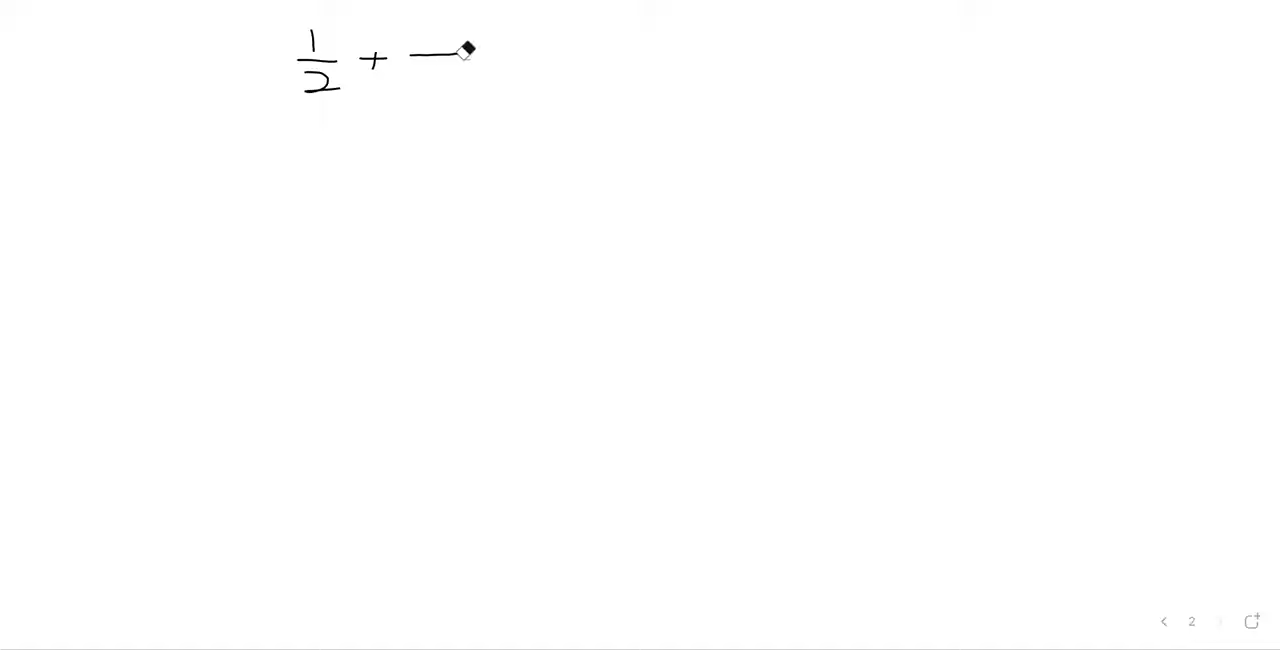 1/2 + —
2